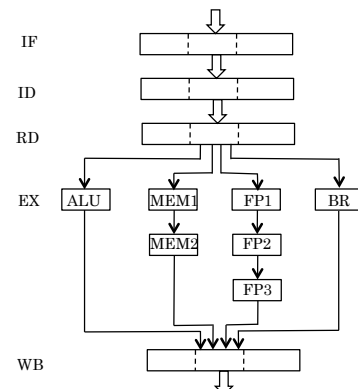 IF
ID
RD
EX ALU MEM1 FP1 BR
MEM2 FP2
FP3
WB